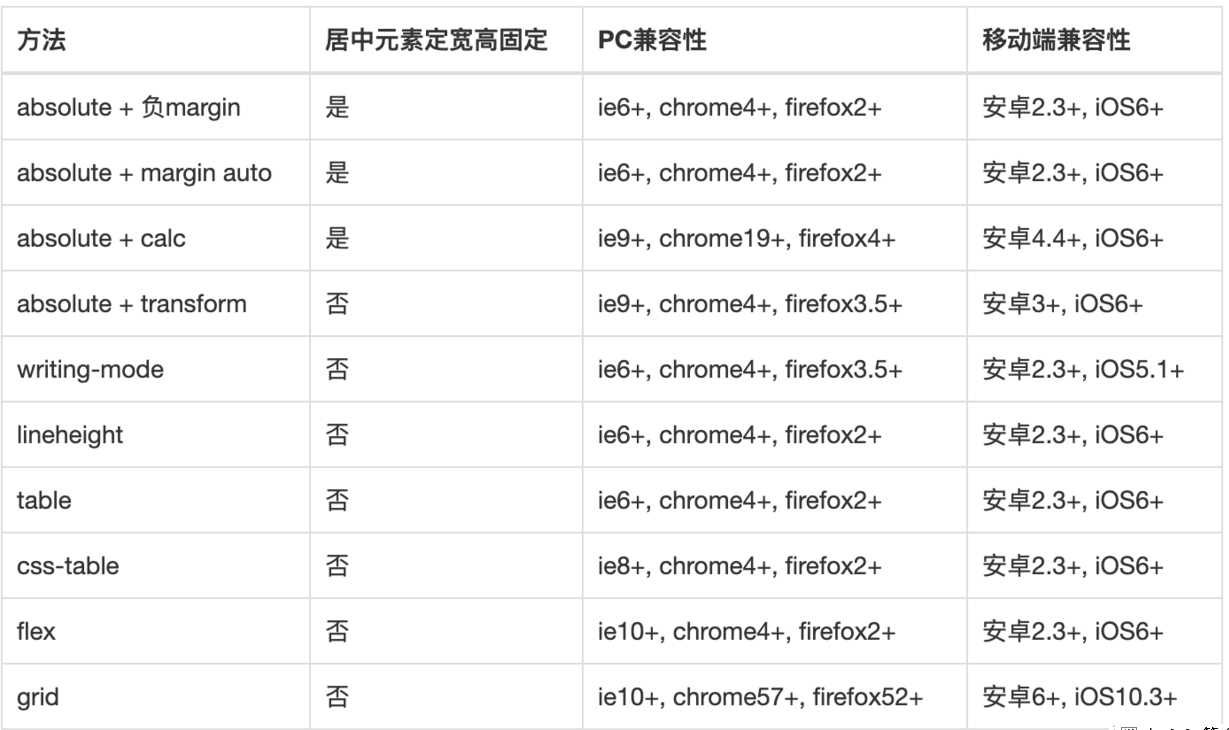 方法 居中元素定宽高固定 PC兼容性 移动端兼容性
absolute + 负margin 是 ie6+, chrome4+, firefox2+ 安卓2.3+, iOS6+
absolute + margin auto 是 ie6+, chrome4+, firefox2+ 安卓2.3+, iOS6+
absolute + calc 是 ie9+, chrome19+, firefox4+ 安卓4.4+, iOS6+
absolute + transform 否 ie9+, chrome4+, firefox3.5+ 安卓3+, iOS6+
writing-mode 否 ie6+, chrome4+, firefox3.5+ 安卓2.3+, iOS5.1+
lineheight 否 ie6+, chrome4+, firefox2+ 安卓2.3+, iOS6+
table 否 ie6+, chrome4+, firefox2+ 安卓2.3+, iOS6+
css-table 否 ie8+, chrome4+, firefox2+ 安卓2.3+, iOS6+
flex 否 ie10+, chrome4+, firefox2+ 安卓2.3+, iOS6+
grid 否 ie10+, chrome57+, firefox52+ 安卓6+, iOS10.3+